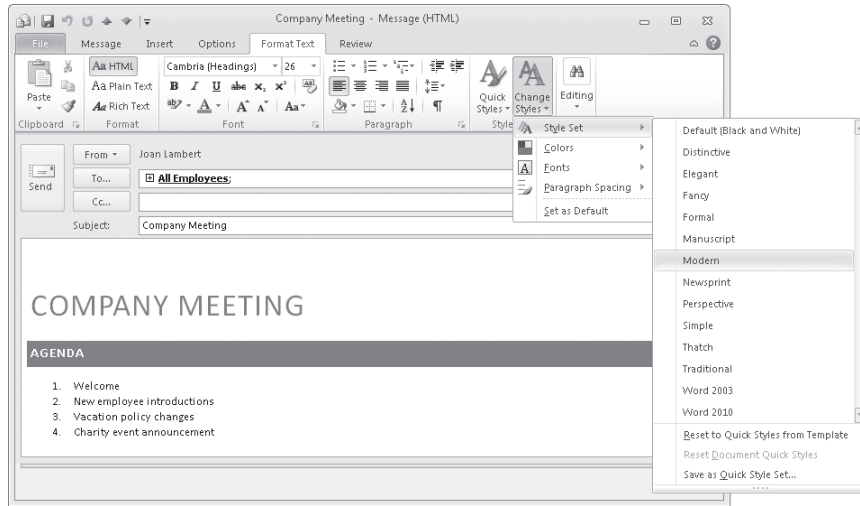 Company Meeting - Message (HTML)
File Message Insert Options Format Text Review
Aa HTML
Aa Plain Text
Aa Rich Text
Cambria (Headings) 26
B I U abc x₂ x²
A A A Aa
Paste
Quick Styles
Change Styles
Editing
Clipboard Format Font Paragraph Style
From Joan Lambert
Send
To... All Employees;
Cc...
Subject: Company Meeting
Style Set
Colors
Fonts
Paragraph Spacing
Set as Default
Default (Black and White)
Distinctive
Elegant
Fancy
Formal
Manuscript
Modern
Newsprint
Perspective
Simple
Thatch
Traditional
Word 2003
Word 2010
Reset to Quick Styles from Template
Reset Document Quick Styles
Save as Quick Style Set...
COMPANY MEETING
AGENDA
1. Welcome
2. New employee introductions
3. Vacation policy changes
4. Charity event announcement